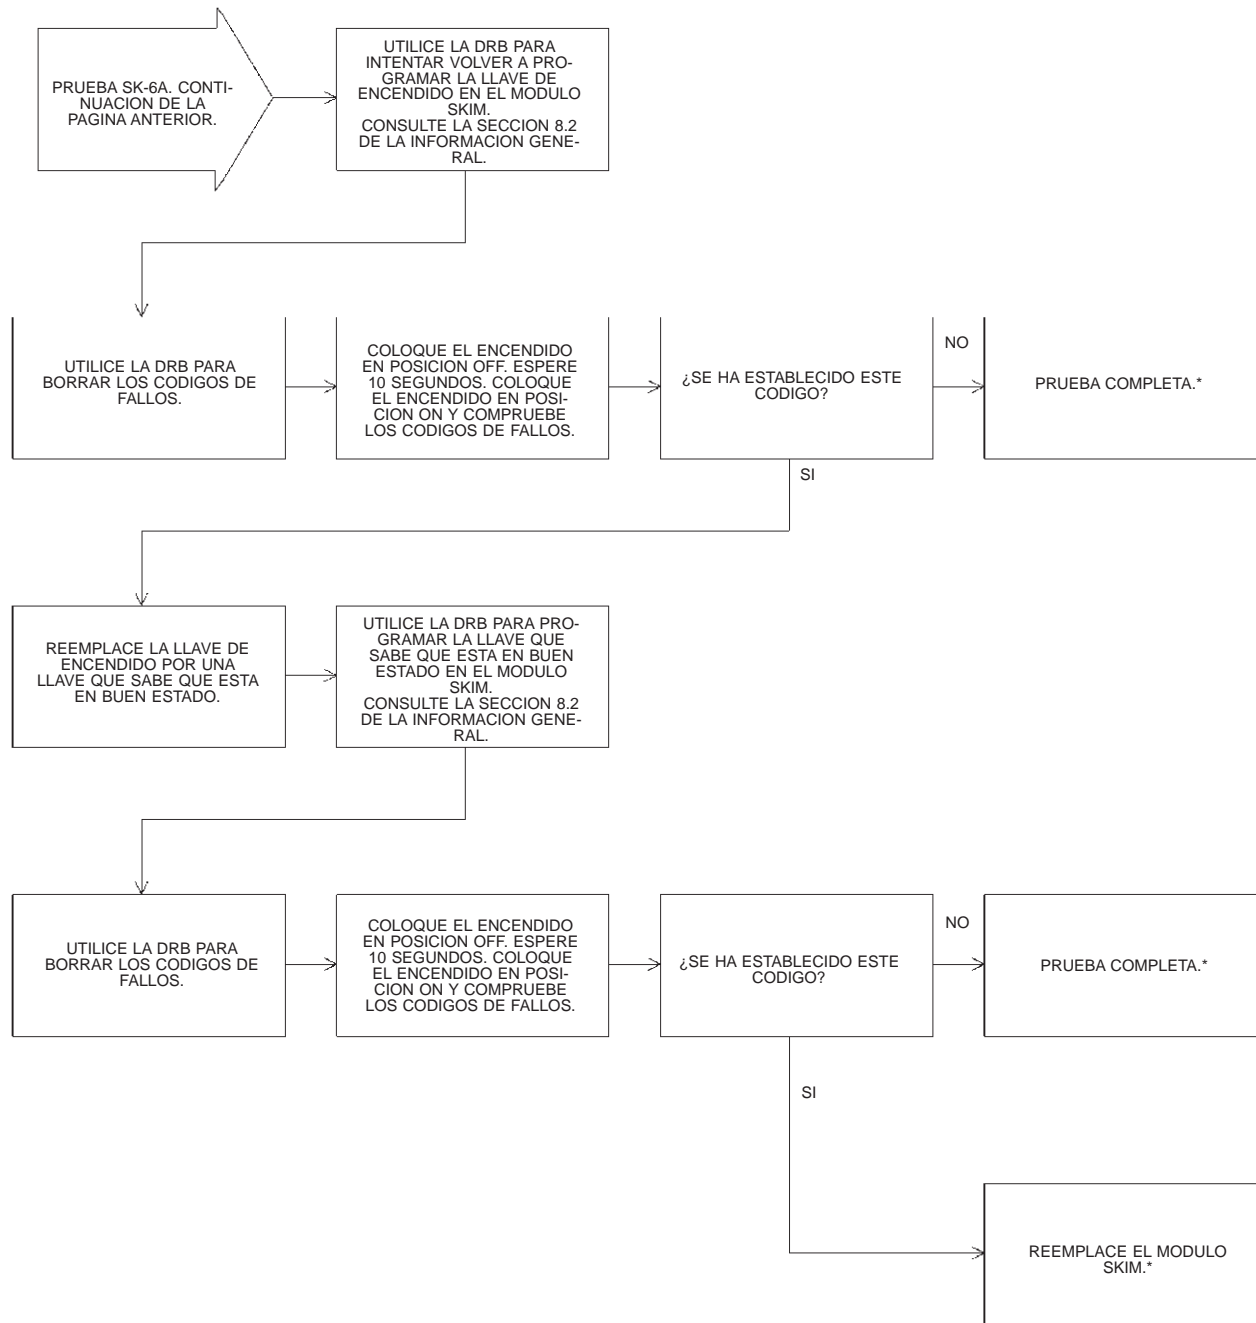 PRUEBA SK-6A. CONTI-
NUACION DE LA
PAGINA ANTERIOR.
UTILICE LA DRB PARA
INTENTAR VOLVER A PRO-
GRAMAR LA LLAVE DE
ENCENDIDO EN EL MODULO
SKIM.
CONSULTE LA SECCION 8.2
DE LA INFORMACION GENE-
RAL.
UTILICE LA DRB PARA
BORRAR LOS CODIGOS DE
FALLOS.
COLOQUE EL ENCENDIDO
EN POSICION OFF. ESPERE
10 SEGUNDOS. COLOQUE
EL ENCENDIDO EN POSI-
CION ON Y COMPRUEBE
LOS CODIGOS DE FALLOS.
¿SE HA ESTABLECIDO ESTE
CODIGO?
NO
PRUEBA COMPLETA.*
SI
REEMPLACE LA LLAVE DE
ENCENDIDO POR UNA
LLAVE QUE SABE QUE ESTA
EN BUEN ESTADO.
UTILICE LA DRB PARA PRO-
GRAMAR LA LLAVE QUE
SABE QUE ESTA EN BUEN
ESTADO EN EL MODULO
SKIM.
CONSULTE LA SECCION 8.2
DE LA INFORMACION GENE-
RAL.
UTILICE LA DRB PARA
BORRAR LOS CODIGOS DE
FALLOS.
COLOQUE EL ENCENDIDO
EN POSICION OFF. ESPERE
10 SEGUNDOS. COLOQUE
EL ENCENDIDO EN POSI-
CION ON Y COMPRUEBE
LOS CODIGOS DE FALLOS.
¿SE HA ESTABLECIDO ESTE
CODIGO?
NO
PRUEBA COMPLETA.*
SI
REEMPLACE EL MODULO
SKIM.*